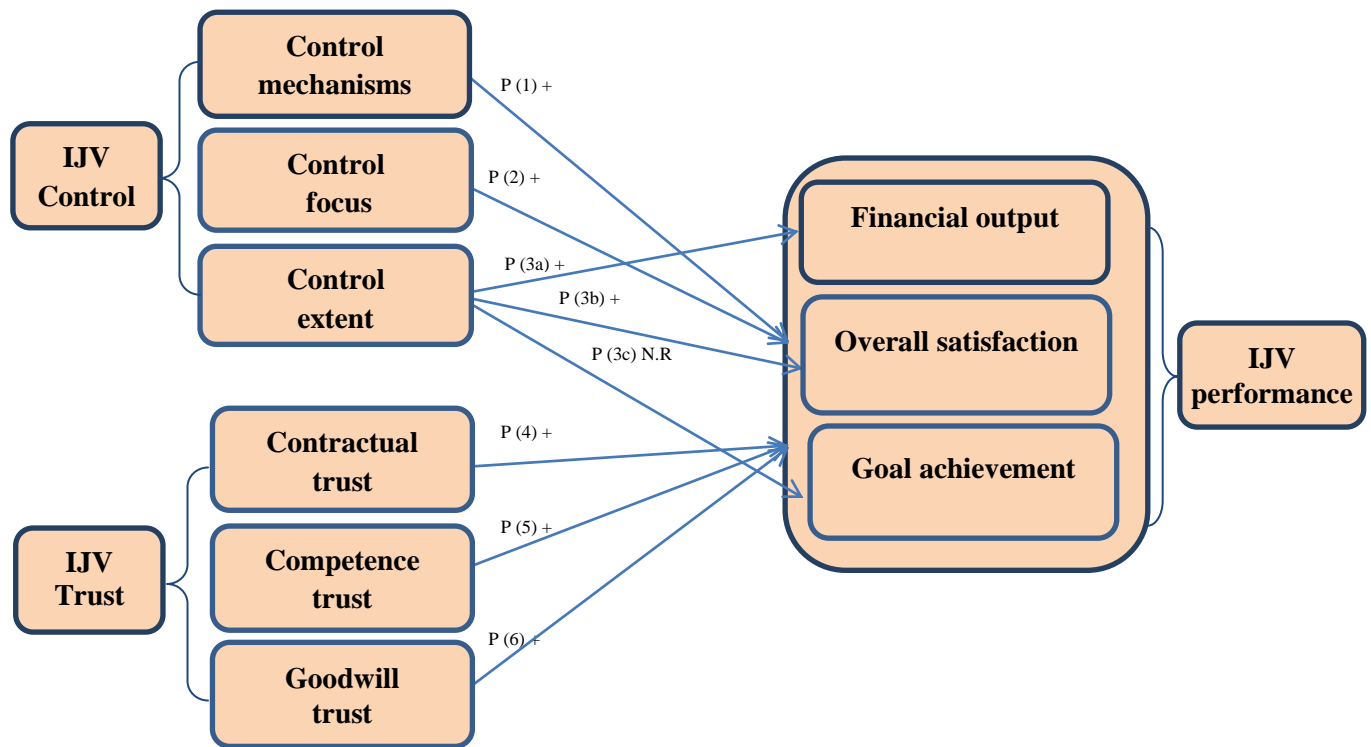 Control
mechanisms
P (1) +
IJV
Control
Control
focus
P (2) +
Control
extent
P (3a) +
P (3b) +
P (3c) N.R
Financial output
Overall satisfaction
Goal achievement
IJV
performance
Contractual
trust
P (4) +
IJV
Trust
Competence
trust
P (5) +
Goodwill
trust
P (6) +